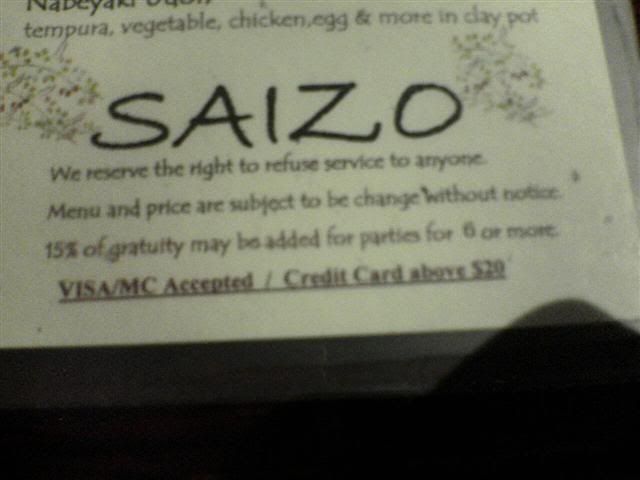 Nabeyaki Udon
tempura, vegetable, chicken,egg & more in clay pot
SAIZO
We reserve the right to refuse service to anyone.
Menu and price are subject to be change without notice.
15% of gratuity may be added for parties for 6 or more.
VISA/MC Accepted / Credit Card above $20